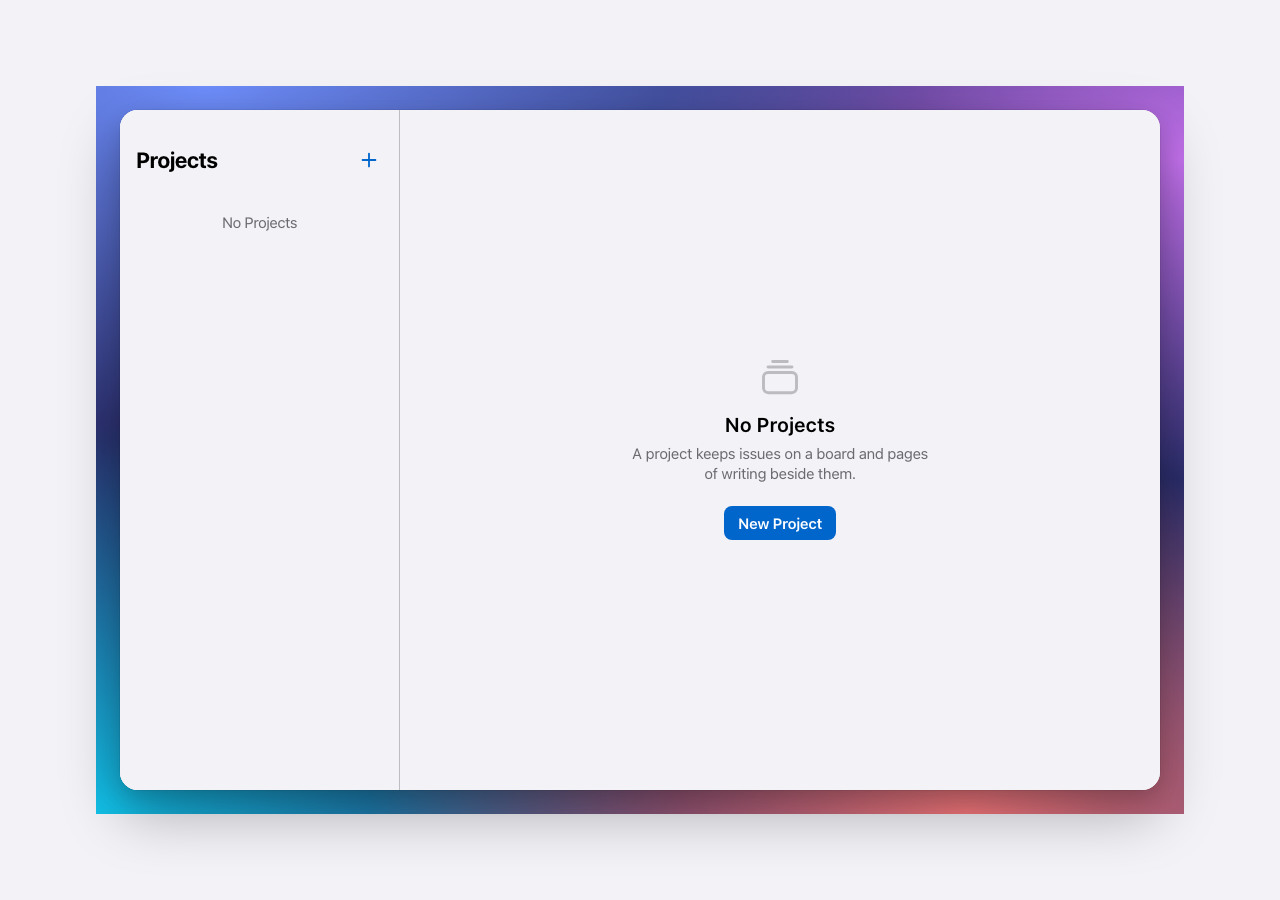 Projects
No Projects
No Projects
A project keeps issues on a board and pages
of writing beside them.
New Project